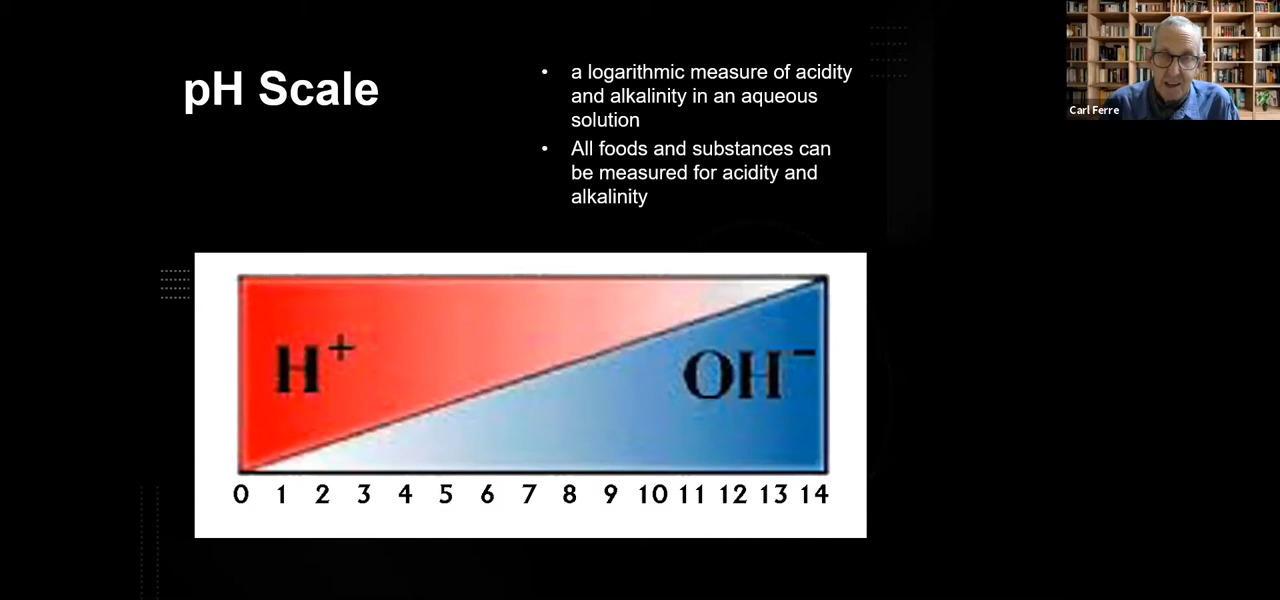 pH Scale
• a logarithmic measure of acidity
and alkalinity in an aqueous
solution
• All foods and substances can
be measured for acidity and
alkalinity
Carl Ferre
H⁺
OH⁻
0 1 2 3 4 5 6 7 8 9 10 11 12 13 14